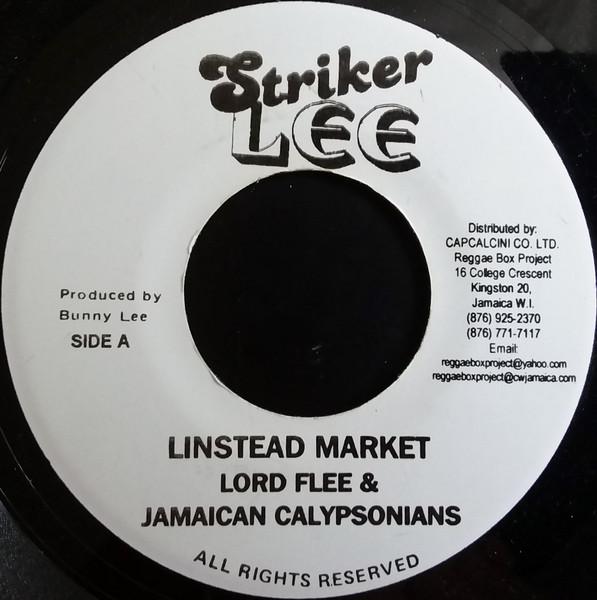 Striker
LEE
Distributed by:
CAPCALCINI CO. LTD.
Reggae Box Project
16 College Crescent
Kingston 20,
Jamaica W.I.
(876) 925-2370
(876) 771-7117
Email:
reggaeboxproject@yahoo.com
reggaeboxproject@cwjamaica.com
Produced by
Bunny Lee
SIDE A
LINSTEAD MARKET
LORD FLEE &
JAMAICAN CALYPSONIANS
ALL RIGHTS RESERVED